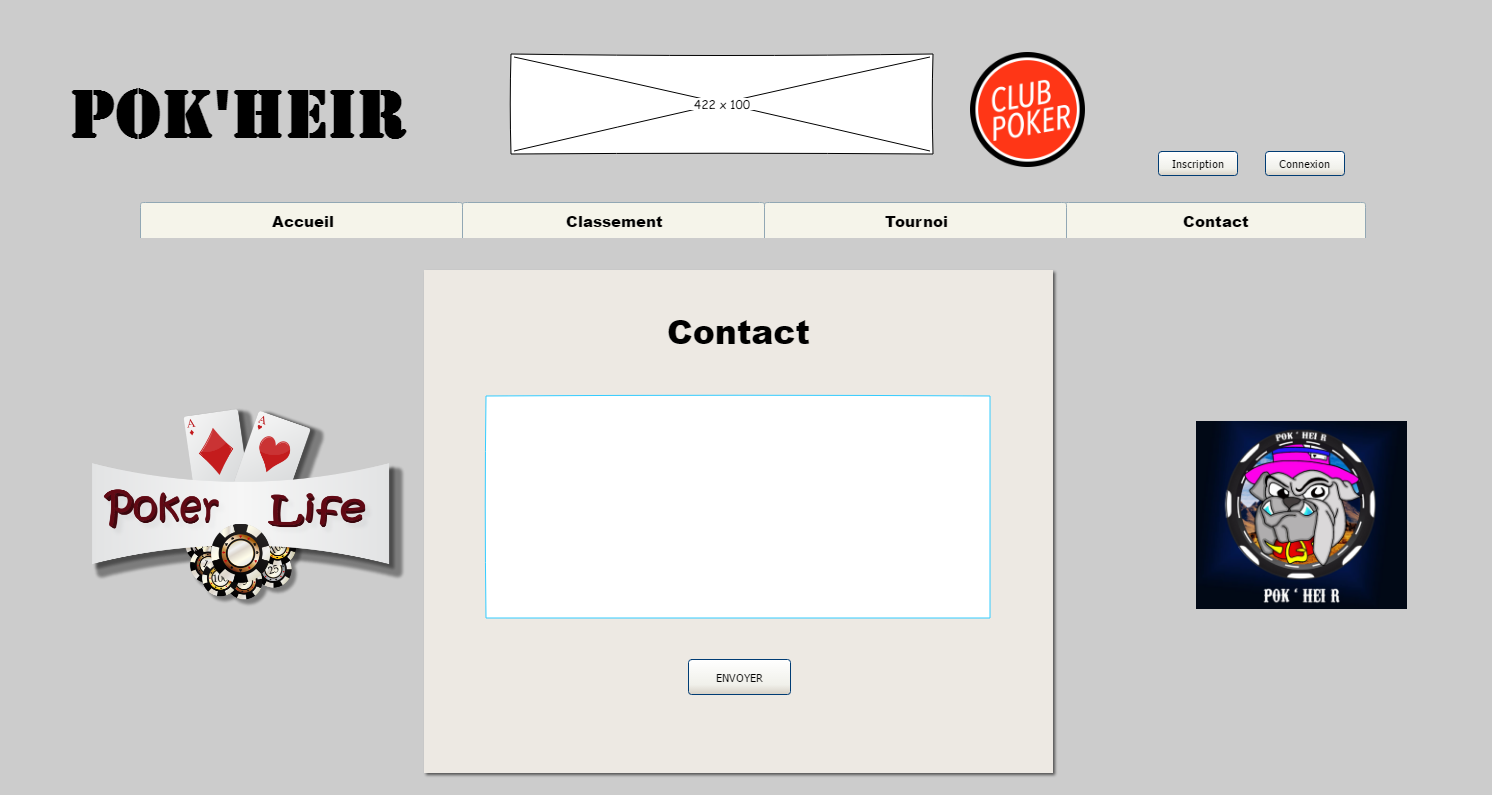 POK'HEIR
422 x 100
CLUB
POKER
Inscription
Connexion
Accueil
Classement
Tournoi
Contact
Contact
A
A
Poker Life
25
POK ' HEI R
POK ' HEI R
ENVOYER